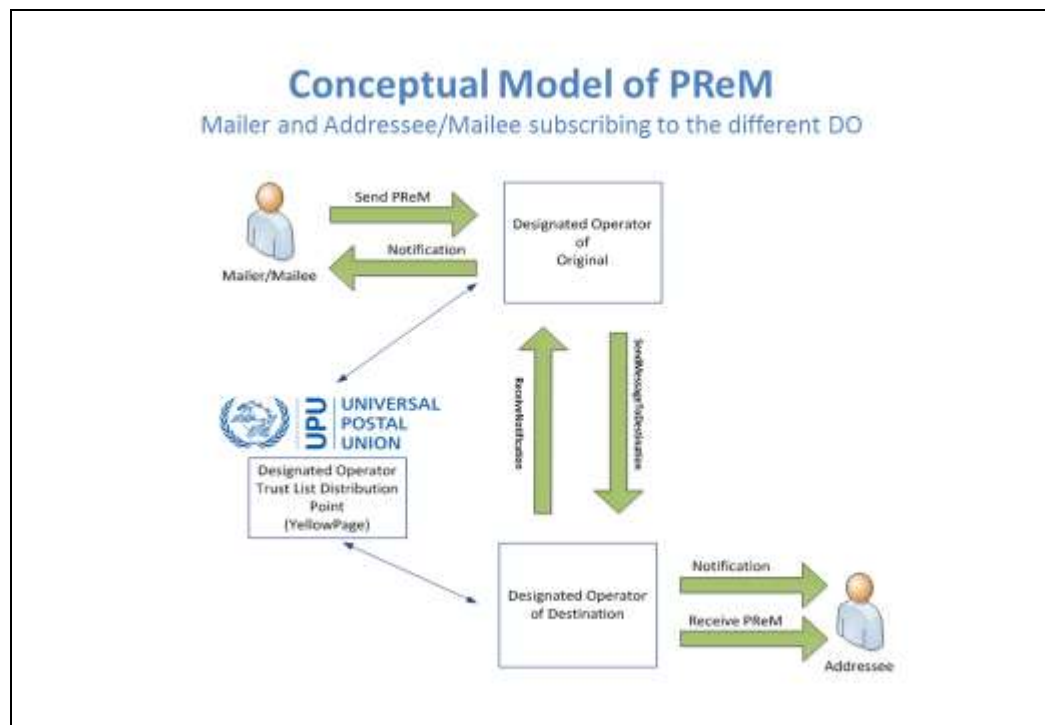 Conceptual Model of PReM
Mailer and Addressee/Mailee subscribing to the different DO
Send PReM
Notification
Mailer/Mailee
Designated Operator
of
Original
ReceiveNotification
SendMessageToDestination
UPU
UNIVERSAL
POSTAL
UNION
Designated Operator
Trust List Distribution
Point
(YellowPage)
Designated Operator
of Destination
Notification
Receive PReM
Addressee